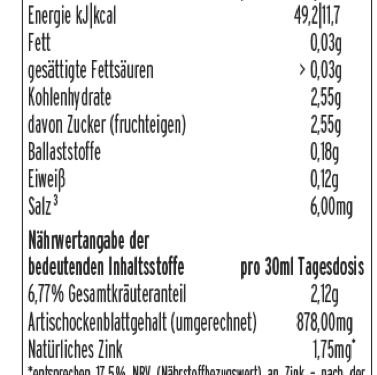 Energie kJ|kcal 49,2|11,7
Fett 0,03g
gesättigte Fettsäuren > 0,03g
Kohlenhydrate 2,55g
davon Zucker (fruchteigen) 2,55g
Ballaststoffe 0,18g
Eiweiß 0,12g
Salz³ 6,00mg
Nährwertangabe der
bedeutenden Inhaltsstoffe pro 30ml Tagesdosis
6,77% Gesamtkräuteranteil 2,12g
Artischockenblattgehalt (umgerechnet) 878,00mg
Natürliches Zink 1,75mg*
*entsprechen 17,5% NRV (Nährstoffbezugswert) an Zink – nach der